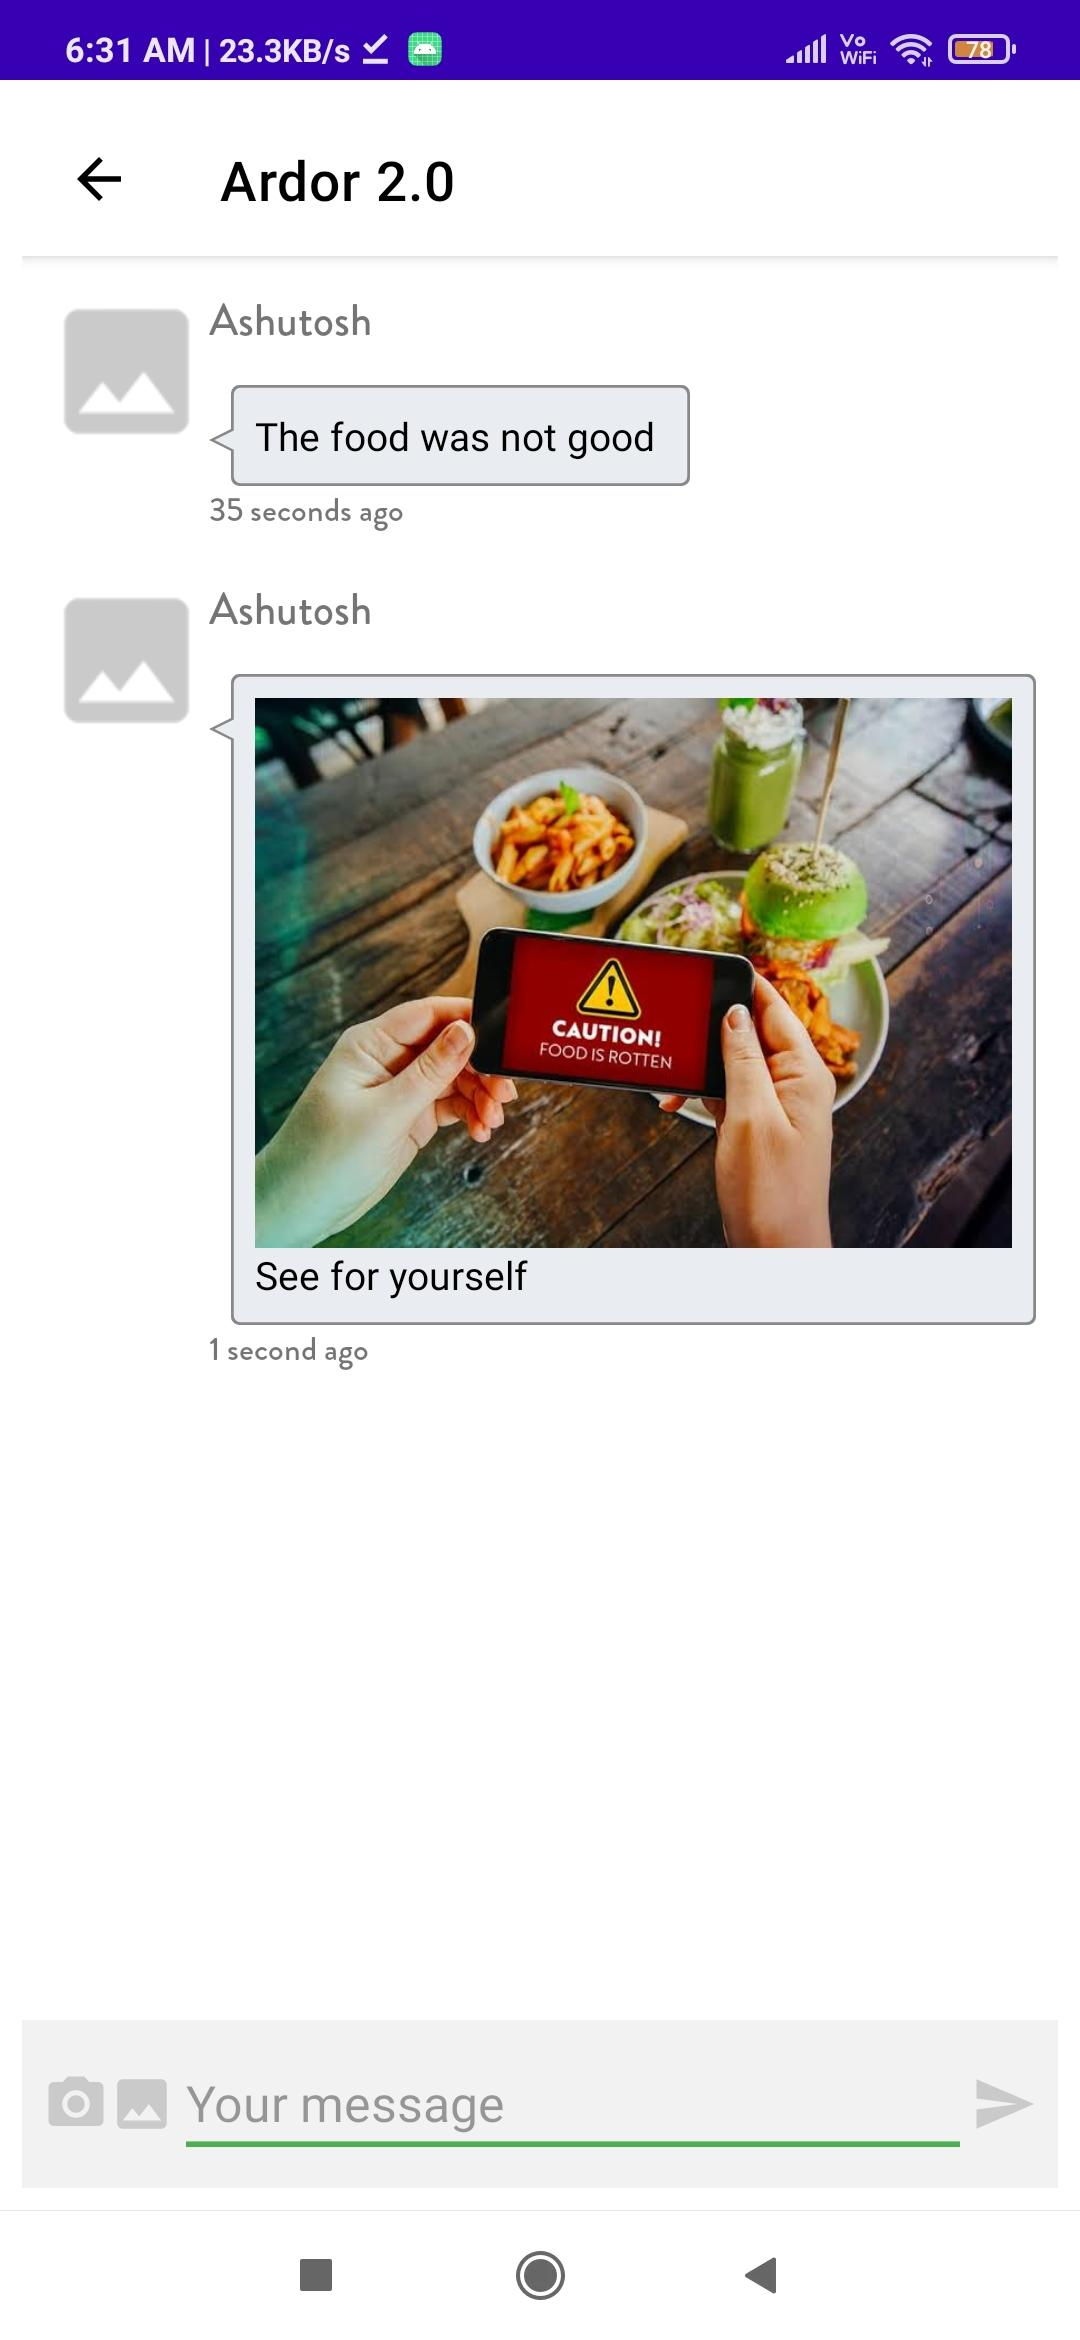 6:31 AM | 23.3KB/s Vo WiFi 78
Ardor 2.0
Ashutosh
The food was not good
35 seconds ago
Ashutosh
CAUTION!
FOOD IS ROTTEN
See for yourself
1 second ago
Your message